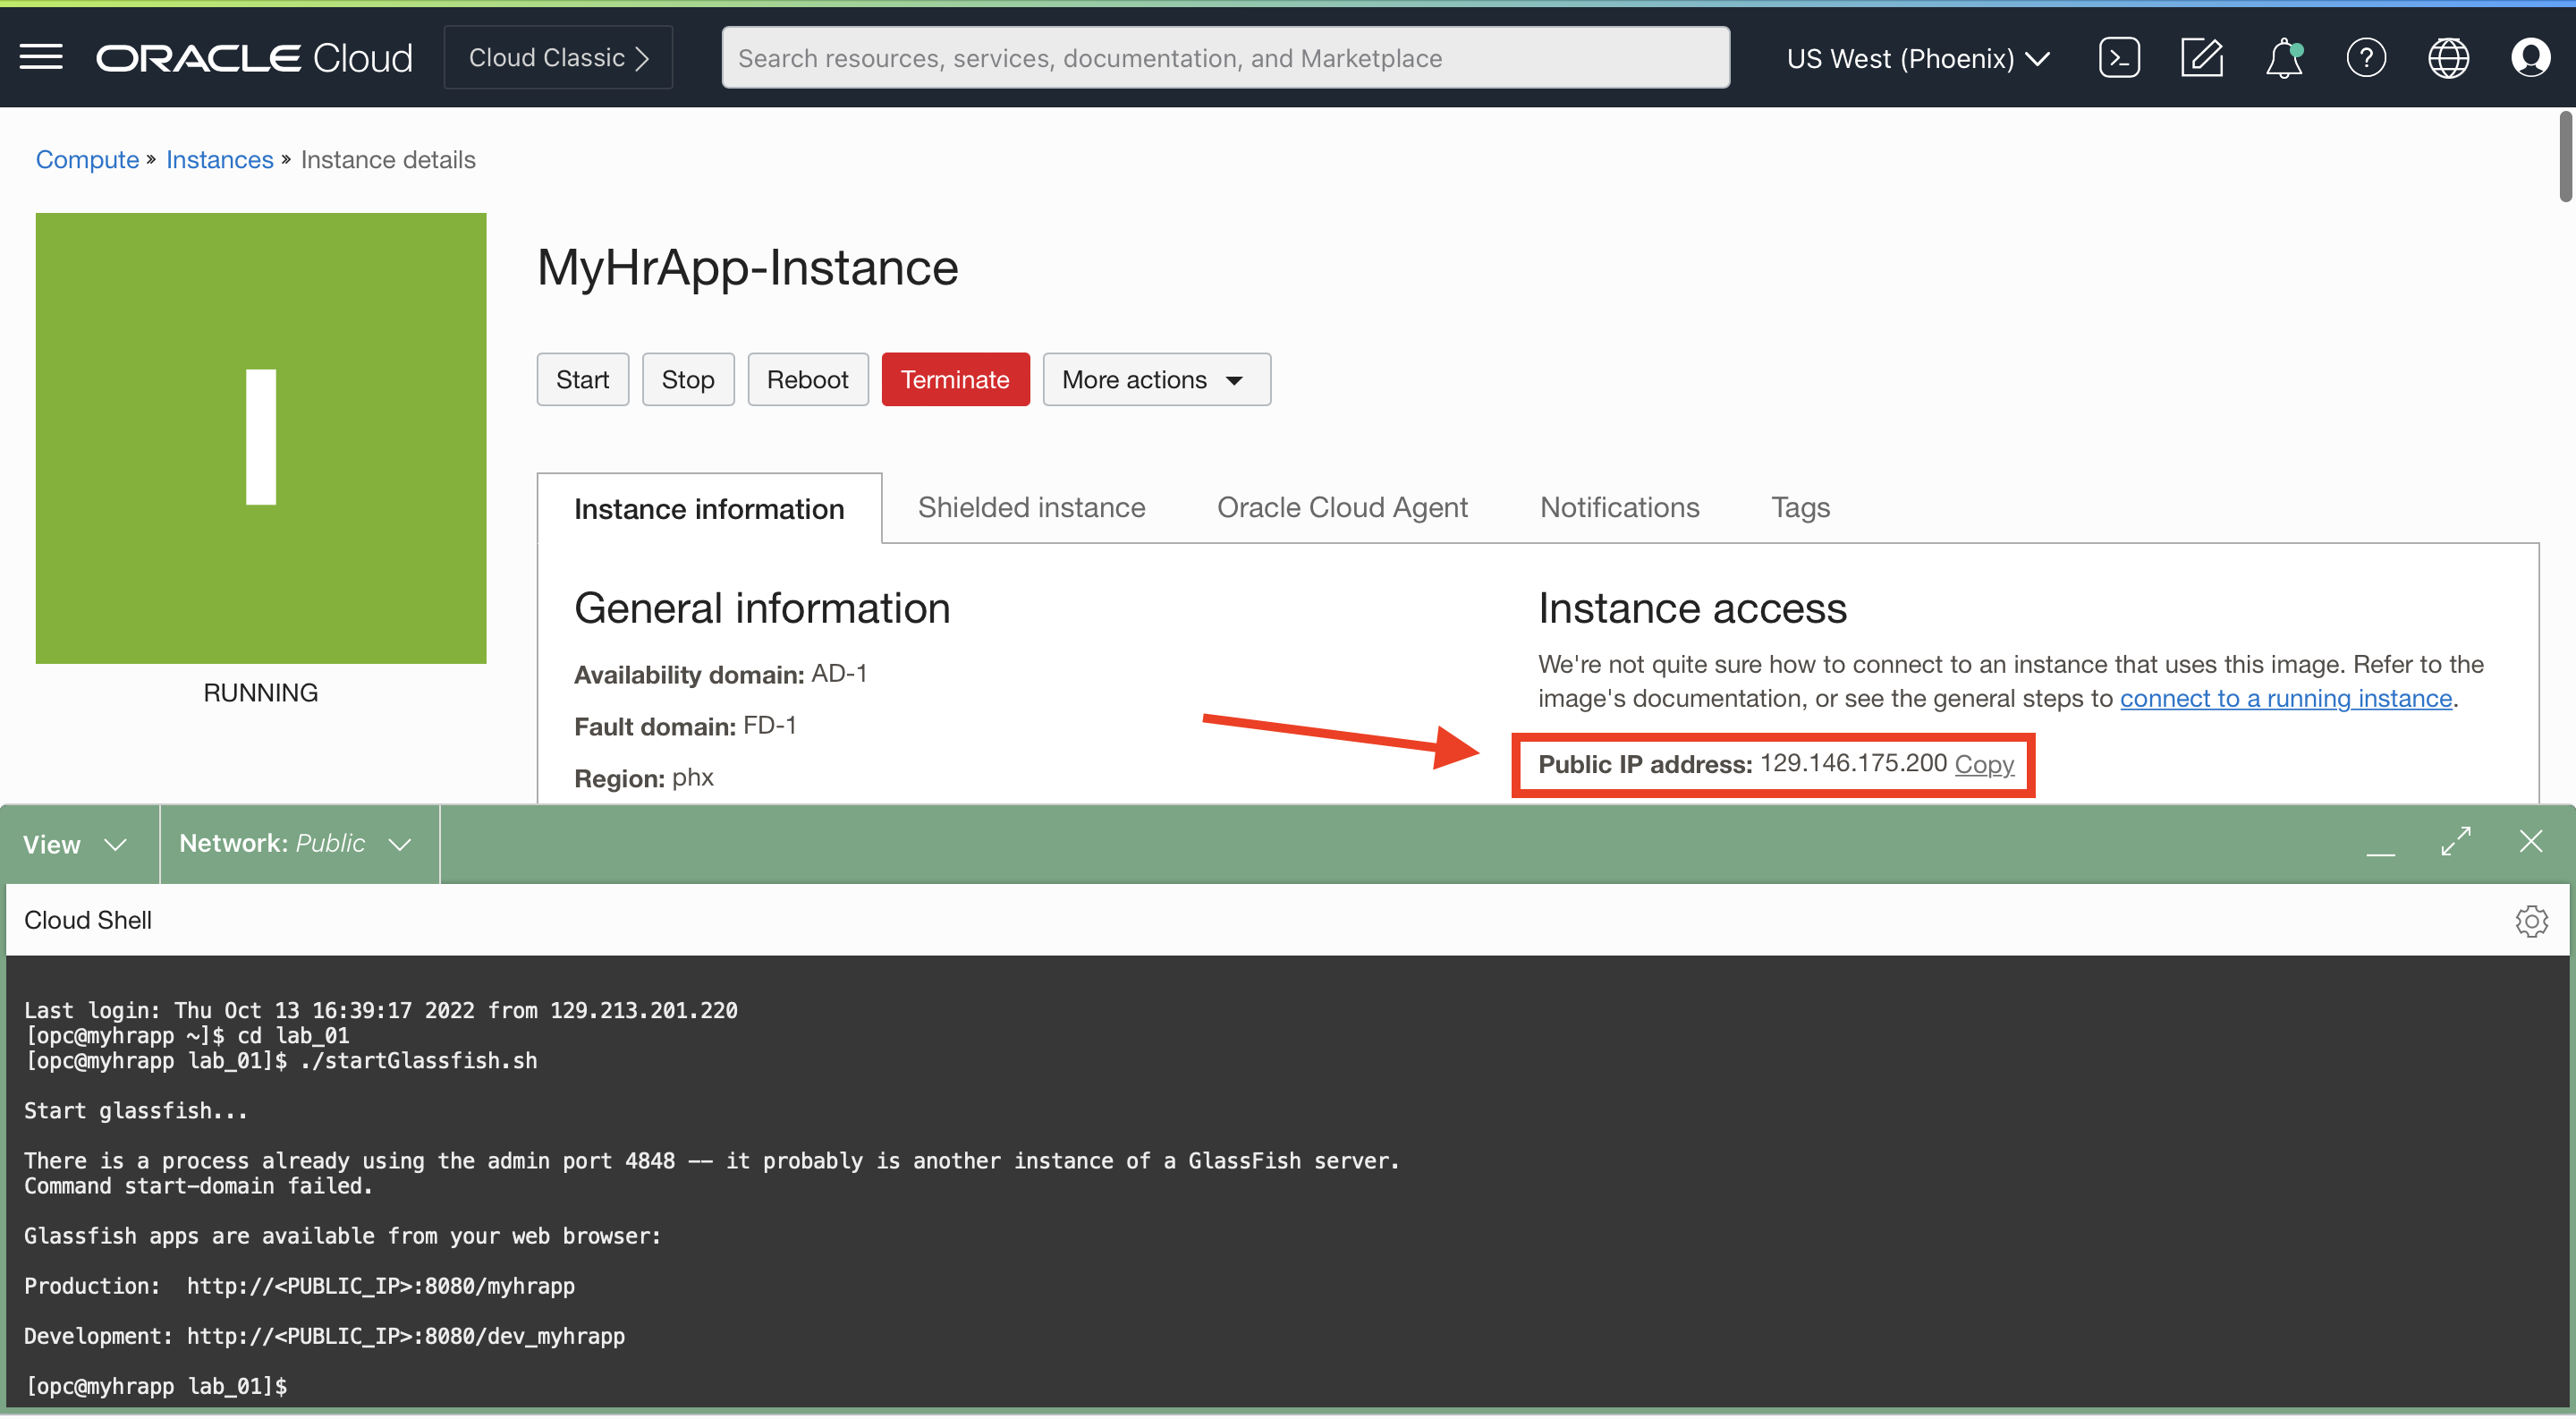 ORACLE Cloud
Cloud Classic
Search resources, services, documentation, and Marketplace
US West (Phoenix)
Compute » Instances » Instance details
I
RUNNING
MyHrApp-Instance
Start
Stop
Reboot
Terminate
More actions
Instance information
Shielded instance
Oracle Cloud Agent
Notifications
Tags
General information
Availability domain: AD-1
Fault domain: FD-1
Region: phx
Instance access
We're not quite sure how to connect to an instance that uses this image. Refer to the
image's documentation, or see the general steps to connect to a running instance.
Public IP address: 129.146.175.200 Copy
View
Network: Public
Cloud Shell
Last login: Thu Oct 13 16:39:17 2022 from 129.213.201.220
[opc@myhrapp ~]$ cd lab_01
[opc@myhrapp lab_01]$ ./startGlassfish.sh
Start glassfish...
There is a process already using the admin port 4848 -- it probably is another instance of a GlassFish server.
Command start-domain failed.
Glassfish apps are available from your web browser:
Production:  http://<PUBLIC_IP>:8080/myhrapp
Development: http://<PUBLIC_IP>:8080/dev_myhrapp
[opc@myhrapp lab_01]$